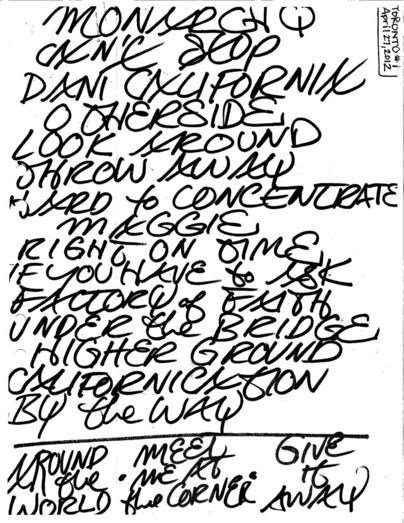 TORONTO #1
April 27, 2012
MONARCHY
CAN'T STOP
DANI CALIFORNIA
OTHERSIDE
LOOK AROUND
THROW AWAY
HARD to CONCENTRATE
MAGGIE
RIGHT ON TIME
IF YOU HAVE to ASK
FACTORY of FAITH
UNDER the BRIDGE
HIGHER GROUND
CALIFORNICATION
BY the WAY
AROUND the WORLD
MEET ME AT the CORNER
GIVE IT AWAY